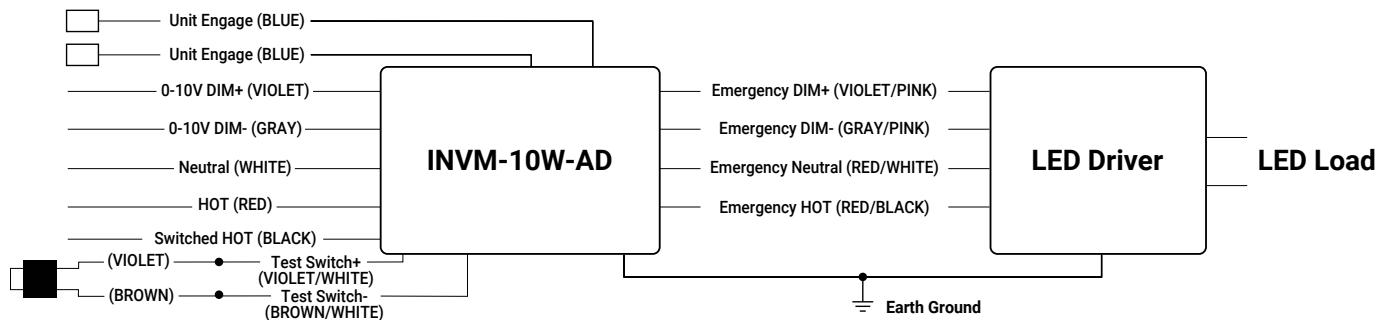 Unit Engage (BLUE)
Unit Engage (BLUE)
0-10V DIM+ (VIOLET)
0-10V DIM- (GRAY)
Neutral (WHITE)
HOT (RED)
Switched HOT (BLACK)
(VIOLET)
Test Switch+
(VIOLET/WHITE)
(BROWN)
Test Switch-
(BROWN/WHITE)
INVM-10W-AD
Emergency DIM+ (VIOLET/PINK)
Emergency DIM- (GRAY/PINK)
Emergency Neutral (RED/WHITE)
Emergency HOT (RED/BLACK)
LED Driver
LED Load
Earth Ground